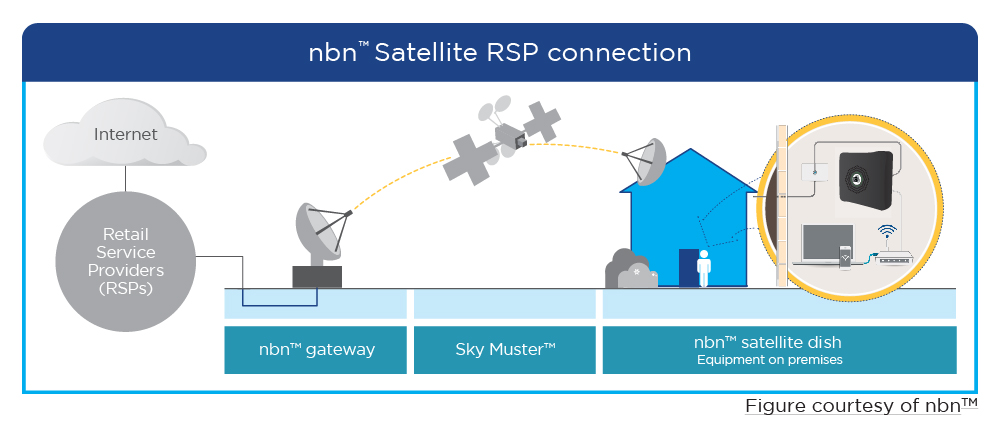 nbn™ Satellite RSP connection
Internet
Retail
Service
Providers
(RSPs)
nbn™ gateway
Sky Muster™
nbn™ satellite dish
Equipment on premises
Figure courtesy of nbn™